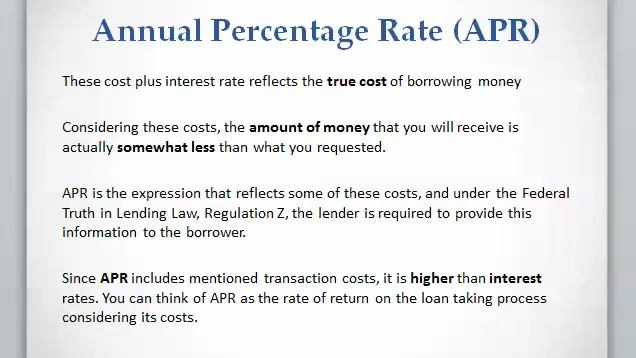 Annual Percentage Rate (APR)
These cost plus interest rate reflects the true cost of borrowing money
Considering these costs, the amount of money that you will receive is
actually somewhat less than what you requested.
APR is the expression that reflects some of these costs, and under the Federal
Truth in Lending Law, Regulation Z, the lender is required to provide this
information to the borrower.
Since APR includes mentioned transaction costs, it is higher than interest
rates. You can think of APR as the rate of return on the loan taking process
considering its costs.